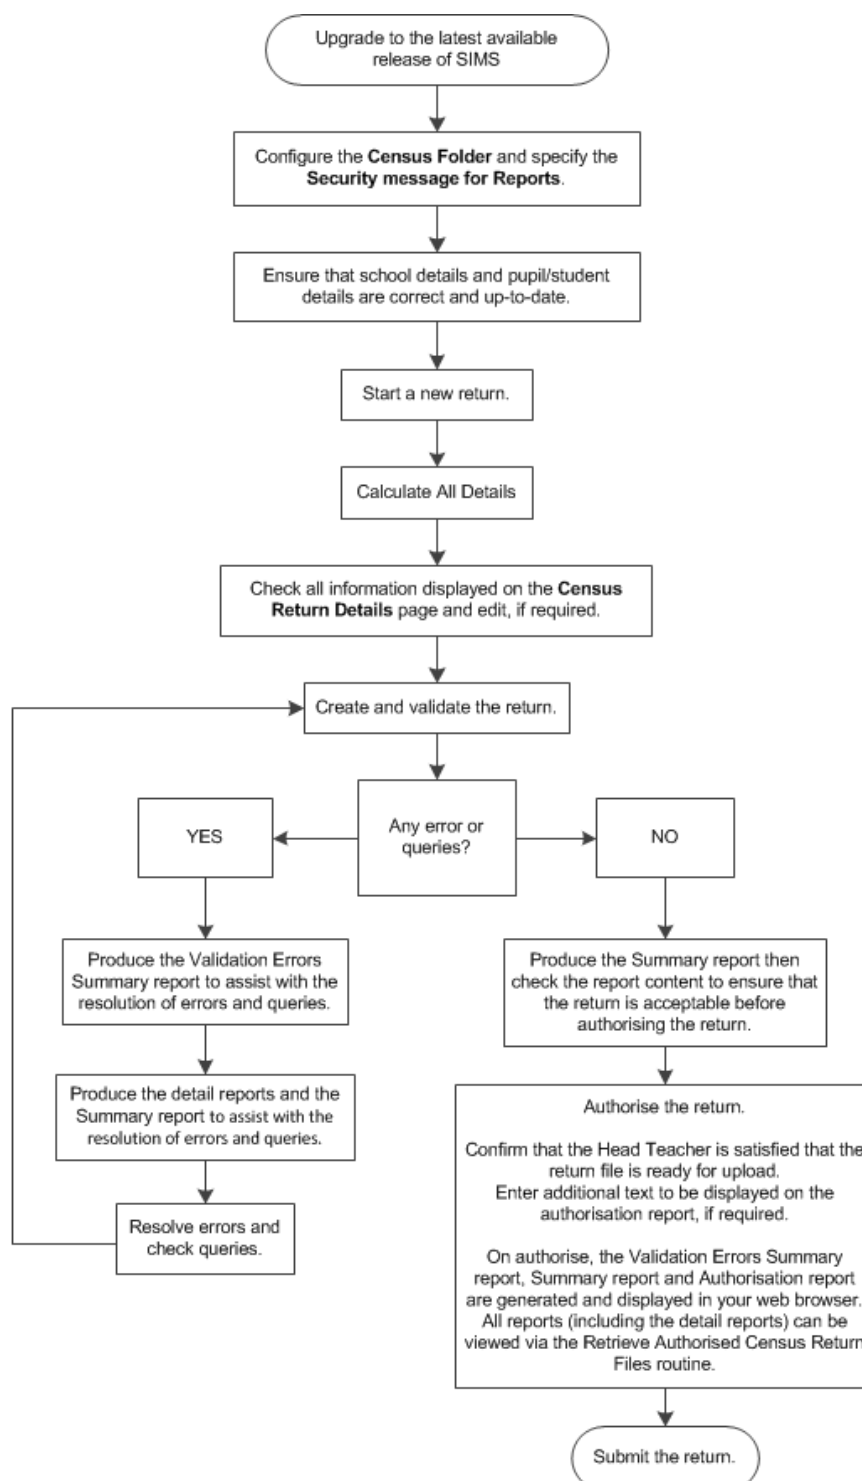 Upgrade to the latest available
release of SIMS
Configure the Census Folder and specify the
Security message for Reports.
Ensure that school details and pupil/student
details are correct and up-to-date.
Start a new return.
Calculate All Details
Check all information displayed on the Census
Return Details page and edit, if required.
Create and validate the return.
Any error or
queries?
YES
NO
Produce the Validation Errors
Summary report to assist with the
resolution of errors and queries.
Produce the detail reports and the
Summary report to assist with the
resolution of errors and queries.
Resolve errors and
check queries.
Produce the Summary report then
check the report content to ensure that
the return is acceptable before
authorising the return.
Authorise the return.
Confirm that the Head Teacher is satisfied that the
return file is ready for upload.
Enter additional text to be displayed on the
authorisation report, if required.
On authorise, the Validation Errors Summary
report, Summary report and Authorisation report
are generated and displayed in your web browser.
All reports (including the detail reports) can be
viewed via the Retrieve Authorised Census Return
Files routine.
Submit the return.